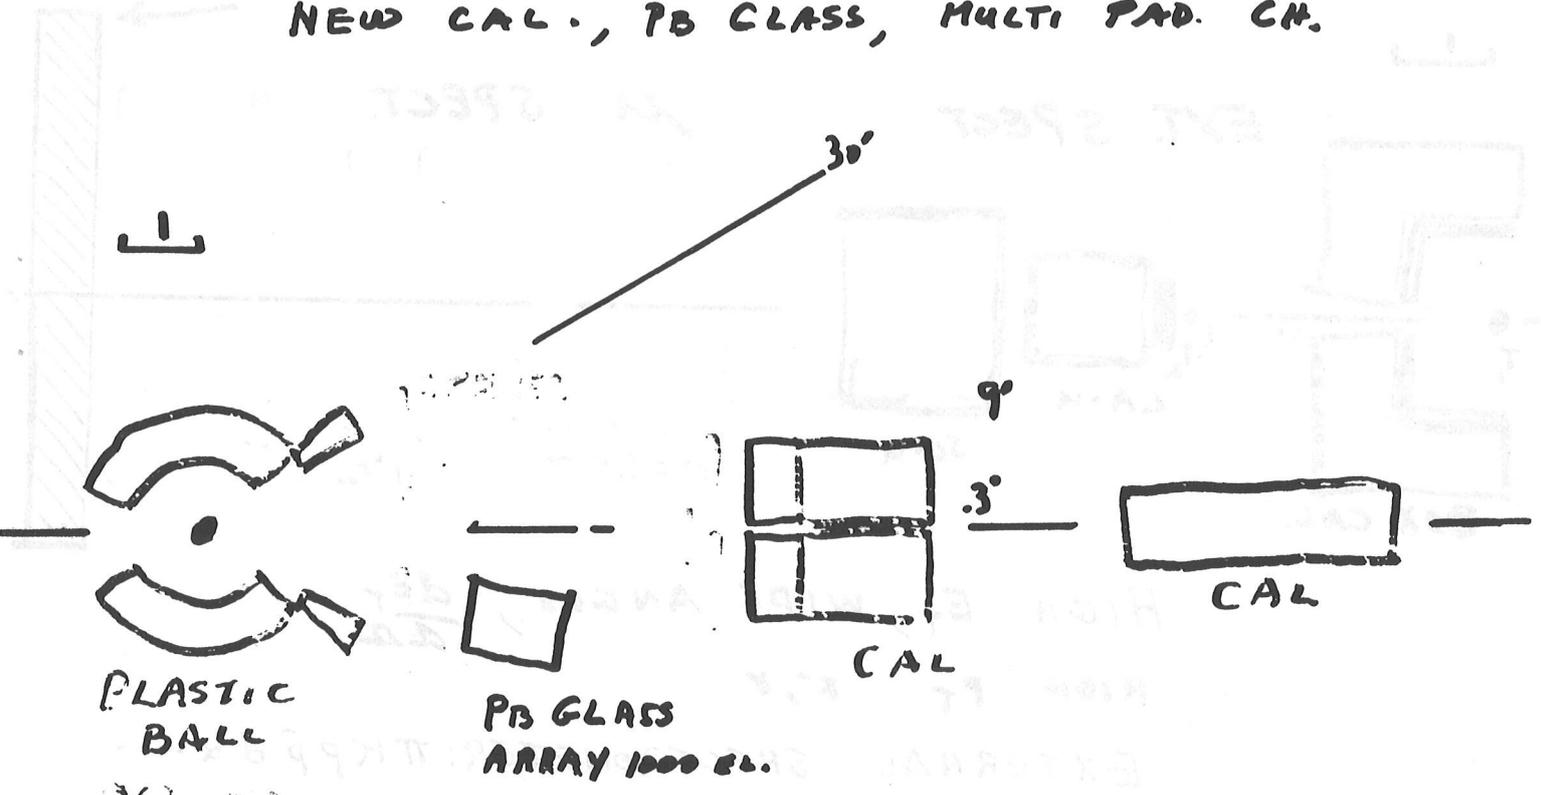 NEW CAL., PB GLASS, MULTI PAD. CH.
30°
1
9°
.3°
CAL
CAL
PLASTIC
BALL
PB GLASS
ARRAY 1000 EL.